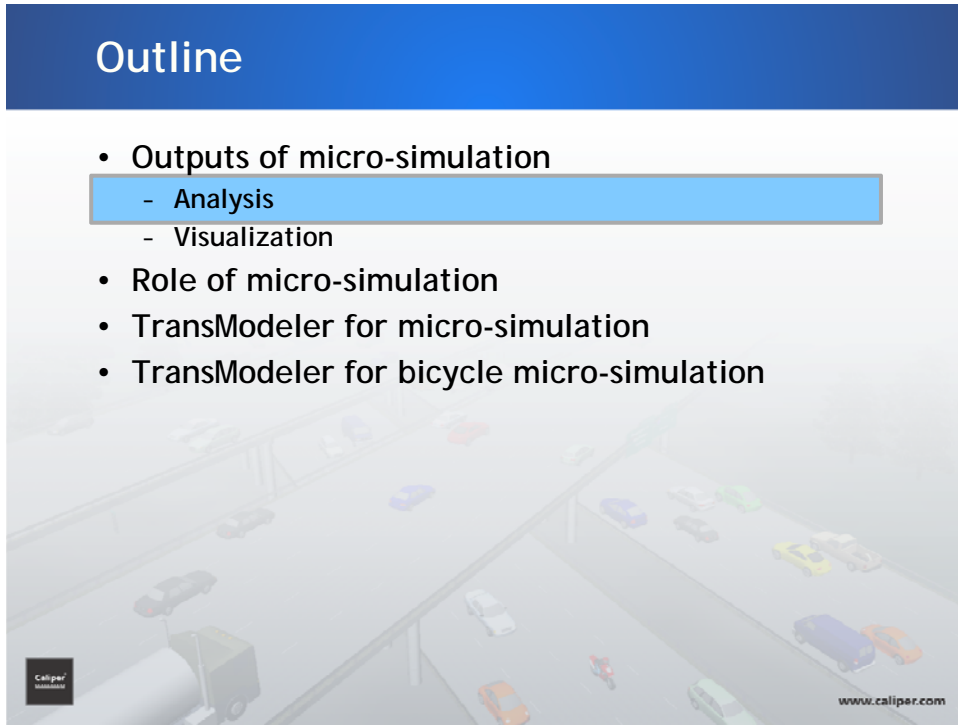 Outline
• Outputs of micro-simulation
– Analysis
– Visualization
• Role of micro-simulation
• TransModeler for micro-simulation
• TransModeler for bicycle micro-simulation
Caliper
www.caliper.com